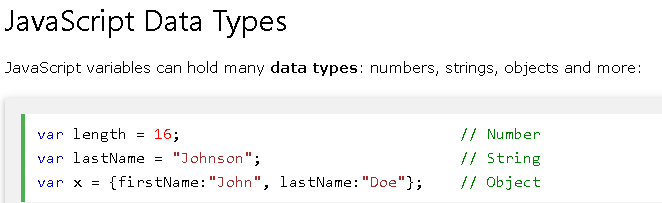 JavaScript Data Types
JavaScript variables can hold many data types: numbers, strings, objects and more:
var length = 16; // Number
var lastName = "Johnson"; // String
var x = {firstName:"John", lastName:"Doe"}; // Object